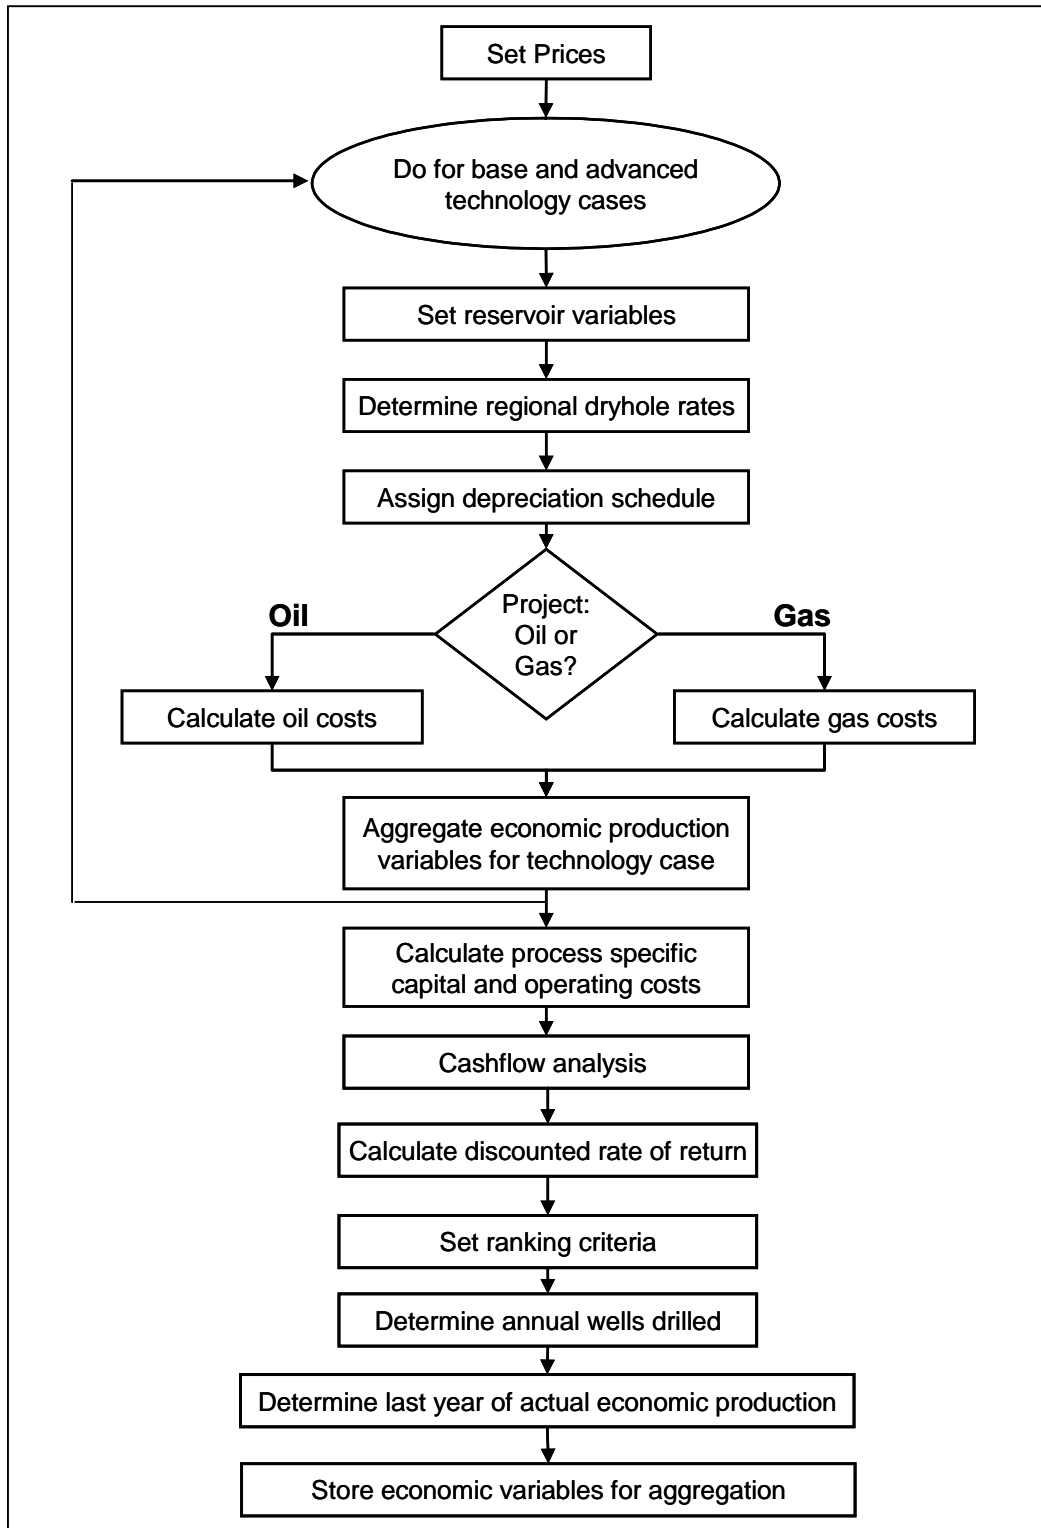 Set Prices
Do for base and advanced
technology cases
Set reservoir variables
Determine regional dryhole rates
Assign depreciation schedule
Project:
Oil or
Gas?
Oil
Gas
Calculate oil costs
Calculate gas costs
Aggregate economic production
variables for technology case
Calculate process specific
capital and operating costs
Cashflow analysis
Calculate discounted rate of return
Set ranking criteria
Determine annual wells drilled
Determine last year of actual economic production
Store economic variables for aggregation